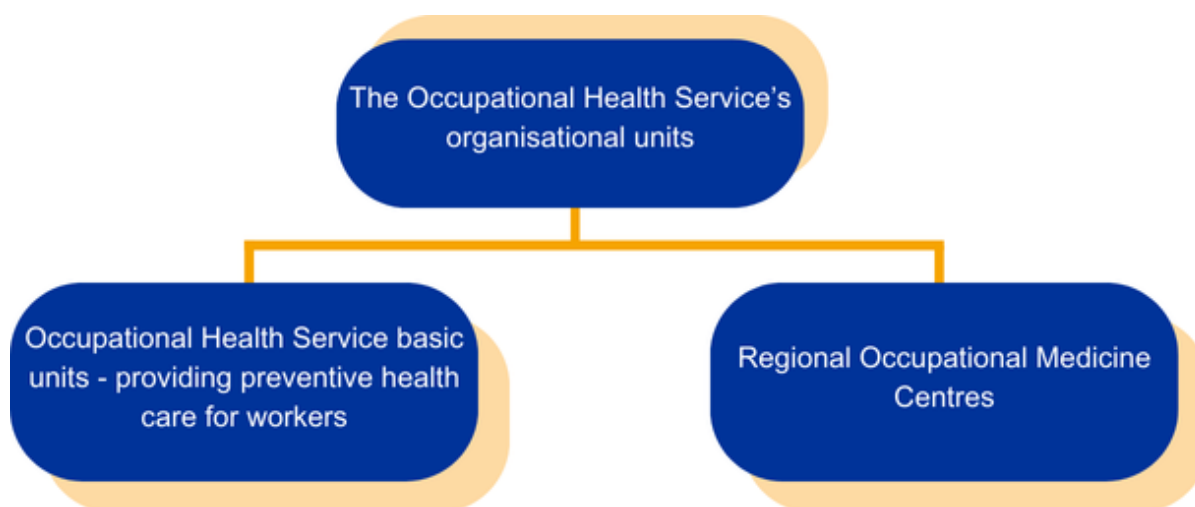 The Occupational Health Service's
organisational units
Occupational Health Service basic
units - providing preventive health
care for workers
Regional Occupational Medicine
Centres